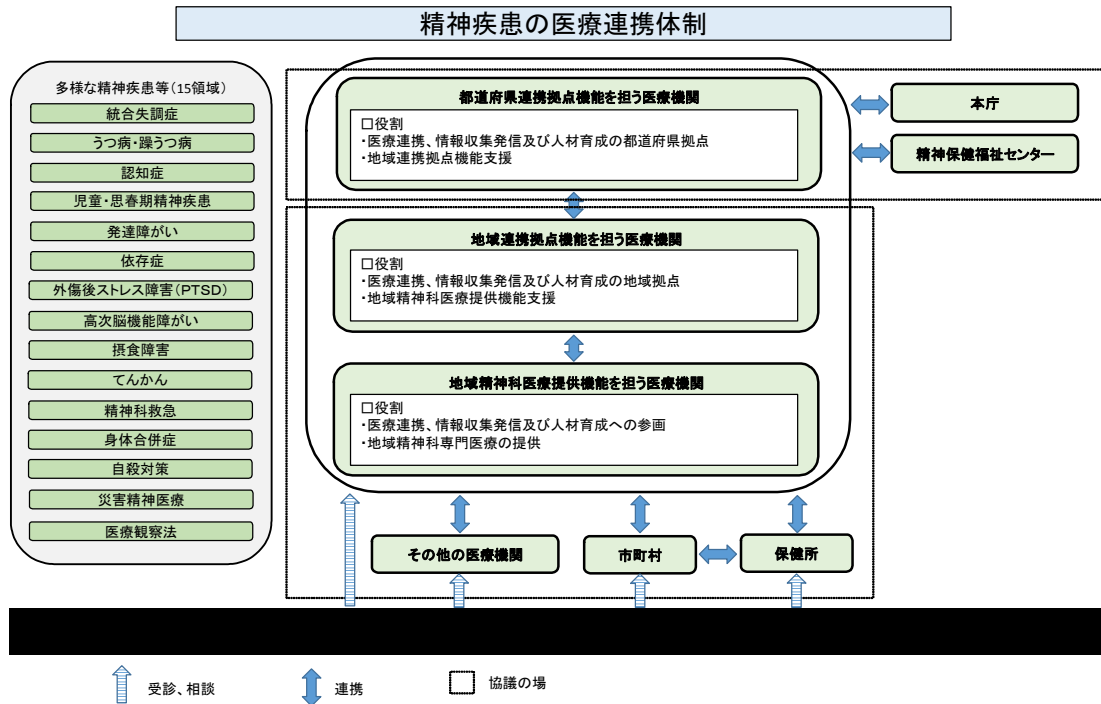 精神疾患の医療連携体制
多様な精神疾患等(15領域)
統合失調症
うつ病・躁うつ病
認知症
児童・思春期精神疾患
発達障がい
依存症
外傷後ストレス障害(PTSD)
高次脳機能障がい
摂食障害
てんかん
精神科救急
身体合併症
自殺対策
災害精神医療
医療観察法
都道府県連携拠点機能を担う医療機関
□役割
・医療連携、情報収集発信及び人材育成の都道府県拠点
・地域連携拠点機能支援
本庁
精神保健福祉センター
地域連携拠点機能を担う医療機関
□役割
・医療連携、情報収集発信及び人材育成の地域拠点
・地域精神科医療提供機能支援
地域精神科医療提供機能を担う医療機関
□役割
・医療連携、情報収集発信及び人材育成への参画
・地域精神科専門医療の提供
その他の医療機関
市町村
保健所
受診、相談
連携
協議の場